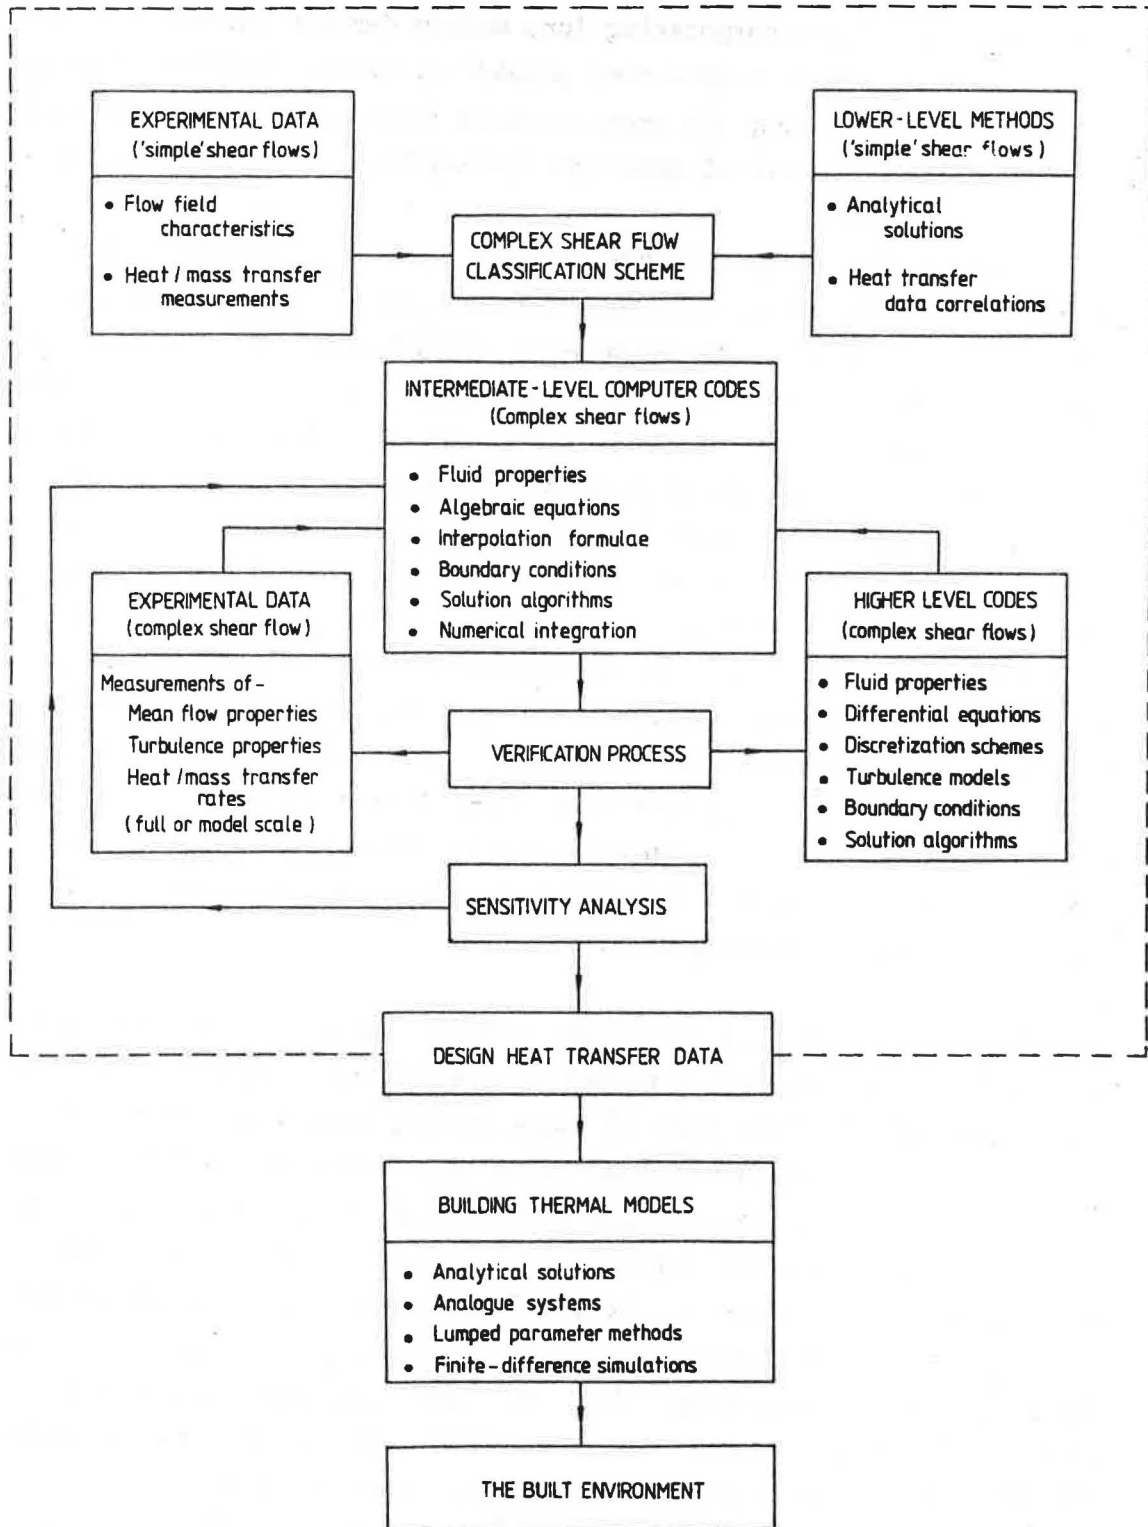 EXPERIMENTAL DATA
('simple' shear flows)
• Flow field
characteristics
• Heat / mass transfer
measurements
LOWER-LEVEL METHODS
('simple' shear flows)
• Analytical
solutions
• Heat transfer
data correlations
COMPLEX SHEAR FLOW
CLASSIFICATION SCHEME
INTERMEDIATE-LEVEL COMPUTER CODES
(Complex shear flows)
• Fluid properties
• Algebraic equations
• Interpolation formulae
• Boundary conditions
• Solution algorithms
• Numerical integration
EXPERIMENTAL DATA
(complex shear flow)
Measurements of -
Mean flow properties
Turbulence properties
Heat / mass transfer
rates
(full or model scale)
HIGHER LEVEL CODES
(complex shear flows)
• Fluid properties
• Differential equations
• Discretization schemes
• Turbulence models
• Boundary conditions
• Solution algorithms
VERIFICATION PROCESS
SENSITIVITY ANALYSIS
DESIGN HEAT TRANSFER DATA
BUILDING THERMAL MODELS
• Analytical solutions
• Analogue systems
• Lumped parameter methods
• Finite-difference simulations
THE BUILT ENVIRONMENT